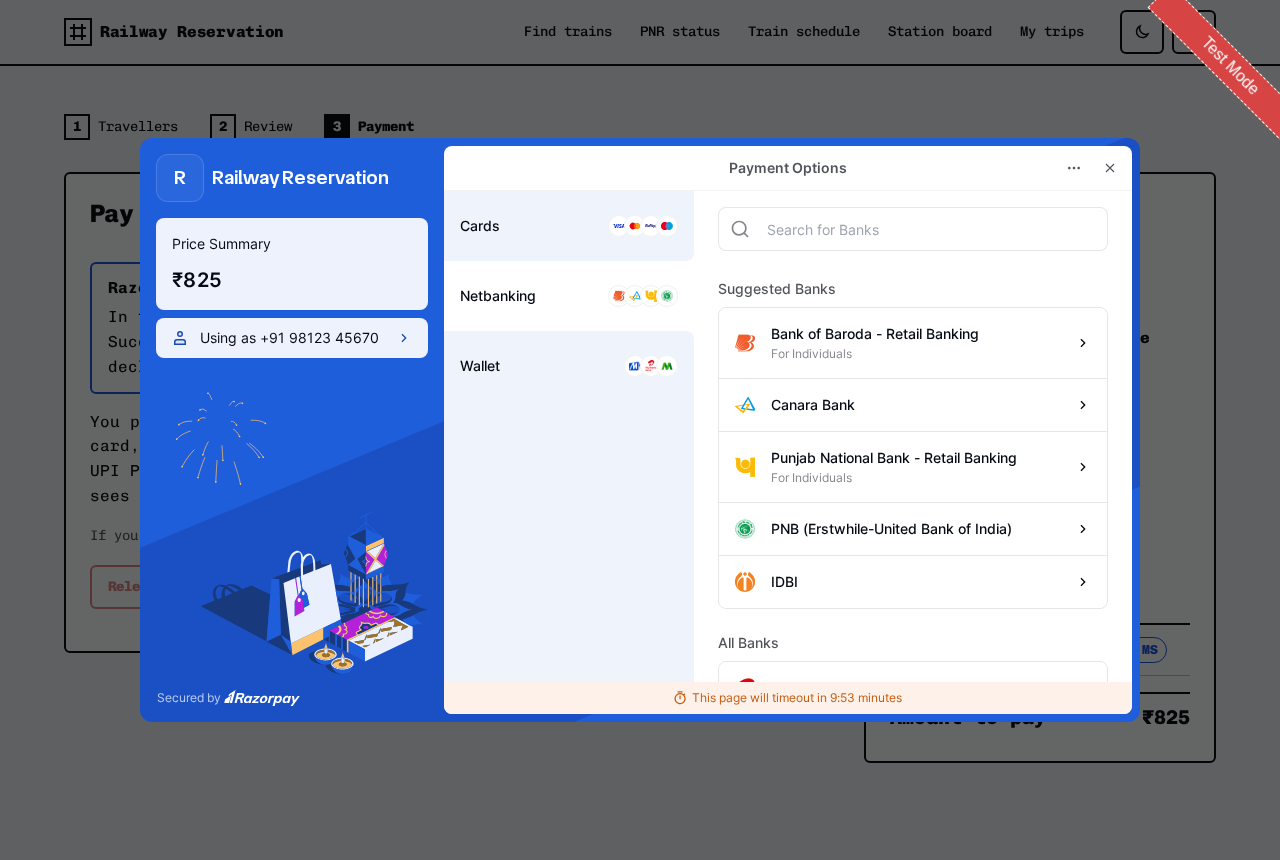 Railway Reservation
Find trains
PNR status
Train schedule
Station board
My trips
Test Mode
1 Travellers
2 Review
3 Payment
Pay
Razo
In t
Succ
decl
You p
card,
UPI P
sees
If you
Rele
R Railway Reservation
Price Summary
₹825
Using as +91 98123 45670
Secured by Razorpay
Payment Options
Cards
VISA
Netbanking
Wallet
Search for Banks
Suggested Banks
Bank of Baroda - Retail Banking
For Individuals
Canara Bank
Punjab National Bank - Retail Banking
For Individuals
PNB (Erstwhile-United Bank of India)
IDBI
All Banks
This page will timeout in 9:53 minutes
e
MS
Amount to pay ₹825